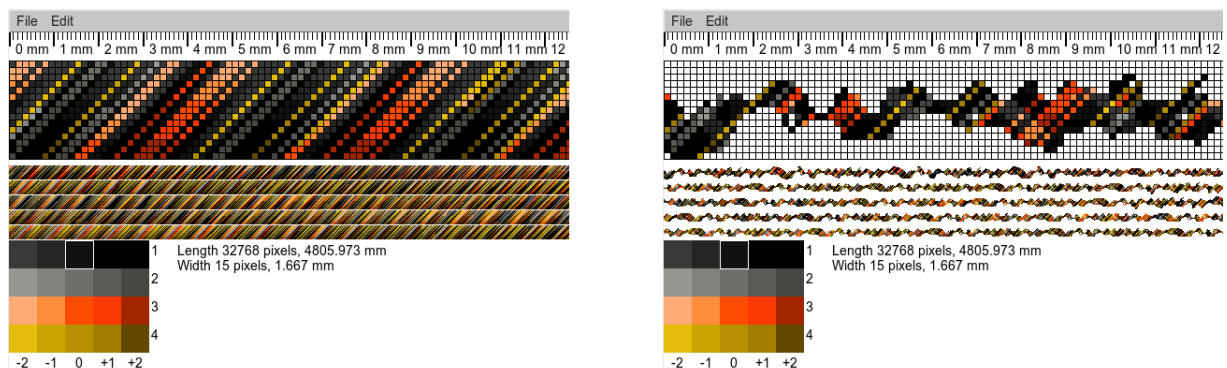 File Edit
0 mm 1 mm 2 mm 3 mm 4 mm 5 mm 6 mm 7 mm 8 mm 9 mm 10 mm 11 mm 12
1 Length 32768 pixels, 4805.973 mm
Width 15 pixels, 1.667 mm
2
3
4
-2 -1 0 +1 +2
File Edit
0 mm 1 mm 2 mm 3 mm 4 mm 5 mm 6 mm 7 mm 8 mm 9 mm 10 mm 11 mm 12
1 Length 32768 pixels, 4805.973 mm
Width 15 pixels, 1.667 mm
2
3
4
-2 -1 0 +1 +2